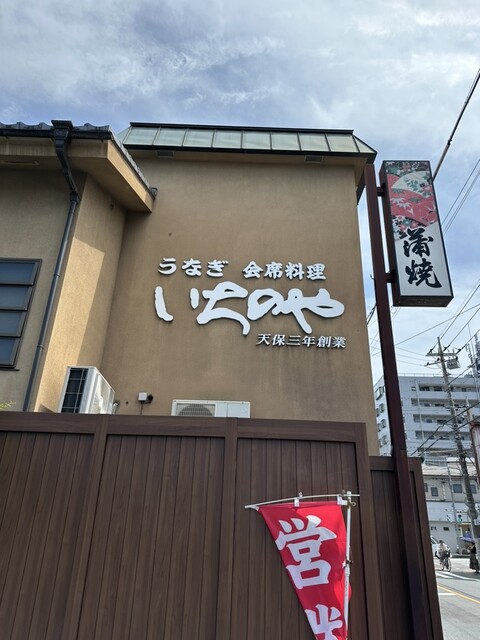 うなぎ 会席料理
いちのや
天保三年創業
蒲焼
営